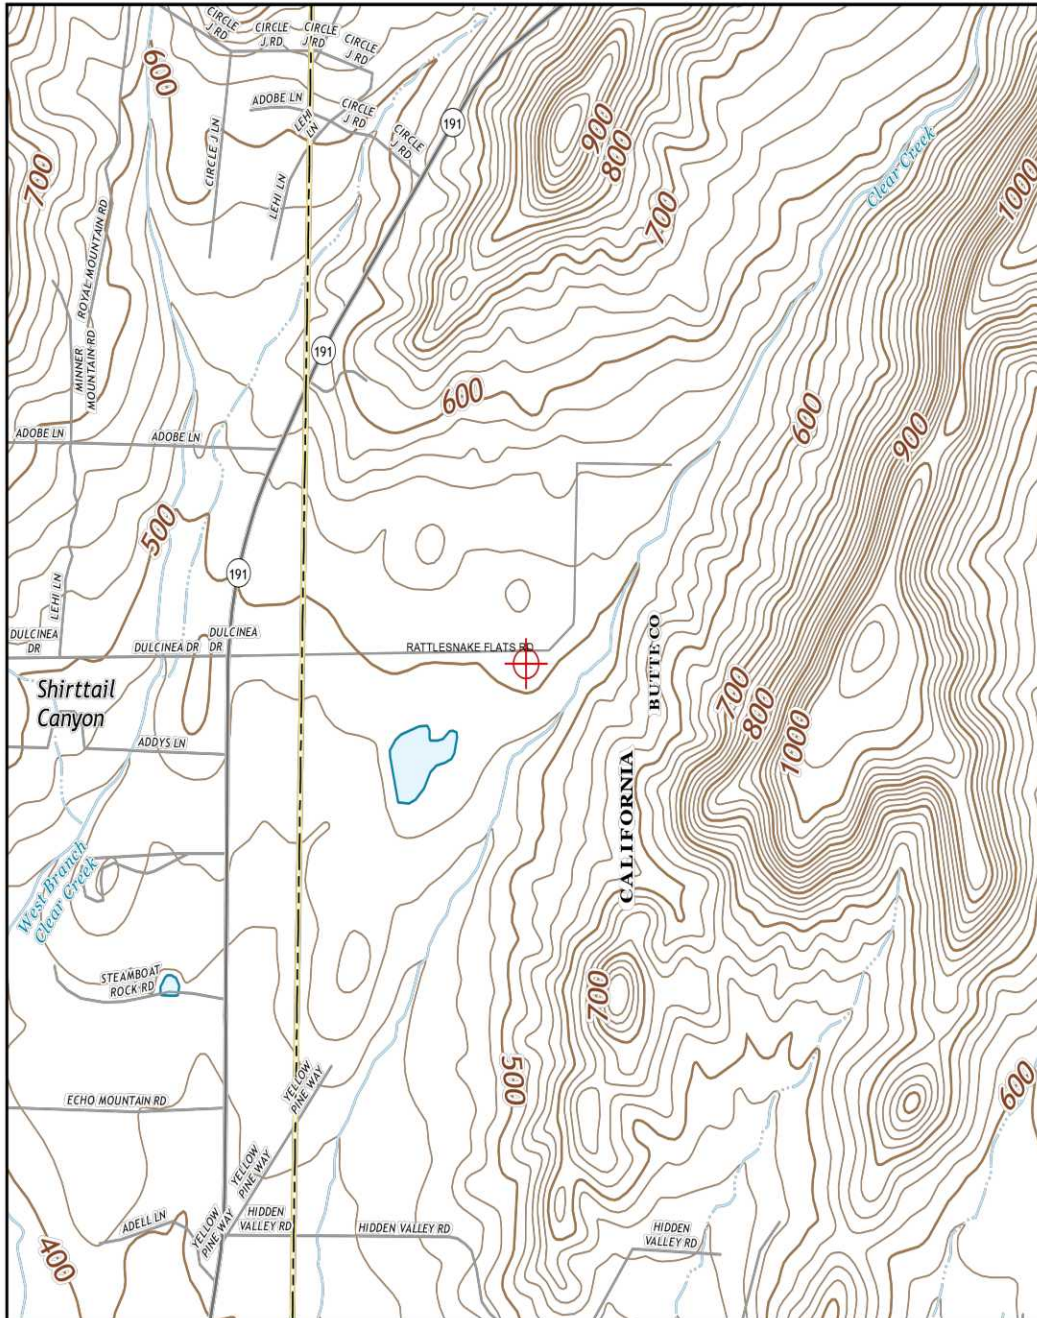 CIRCLE
J RD
CIRCLE
J RD
CIRCLE
J RD
CIRCLE
J RD
600
ADOBE LN
LEHI
LN
CIRCLE
J RD
191
CIRCLE
J RD
900
800
Clear Creek
700
CIRCLE J LN
LEHI LN
700
1000
ROYAL MOUNTAIN RD
MINNER
MOUNTAIN RD
191
600
600
900
ADOBE LN
ADOBE LN
500
191
LEHI LN
DULCINEA
DR
DULCINEA DR
DULCINEA
DR
RATTLESNAKE FLATS RD
BUTTE CO
Shirttail
Canyon
700
800
1000
ADDYS LN
CALIFORNIA
West Branch
Clear Creek
STEAMBOAT
ROCK RD
700
500
YELLOW
PINE WAY
600
ECHO MOUNTAIN RD
YELLOW
PINE WAY
ADELL LN
YELLOW
PINE WAY
HIDDEN
VALLEY RD
HIDDEN VALLEY RD
HIDDEN
VALLEY RD
400